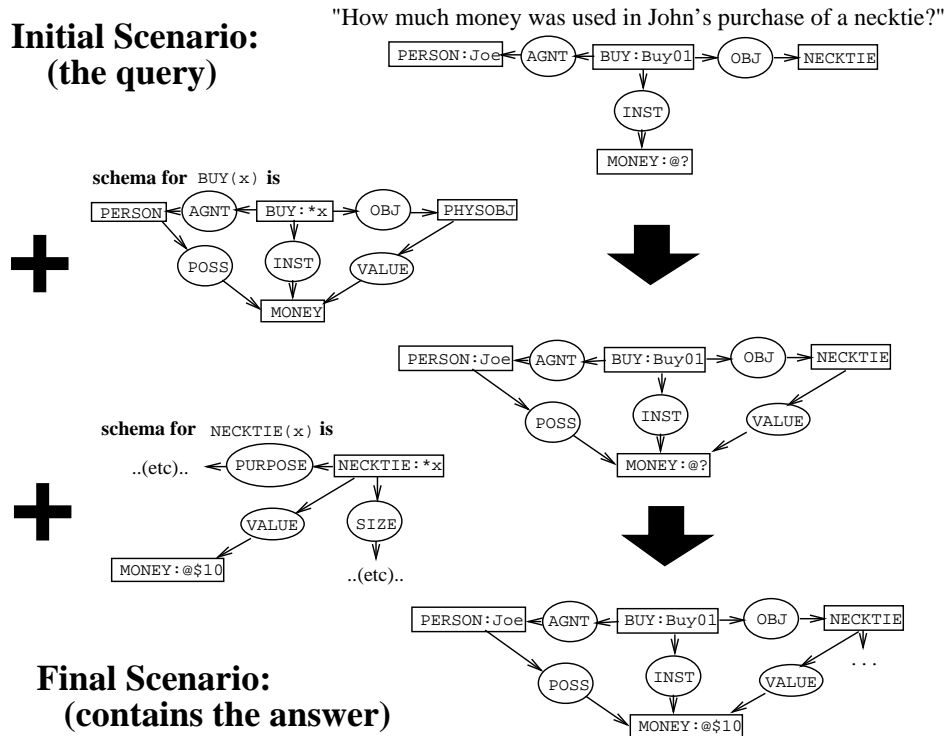 "How much money was used in John's purchase of a necktie?"
Initial Scenario:
(the query)
PERSON:Joe AGNT BUY:Buy01 OBJ NECKTIE
INST
MONEY:@?
schema for BUY(x) is
PERSON AGNT BUY:*x OBJ PHYSOBJ
POSS INST VALUE
MONEY
PERSON:Joe AGNT BUY:Buy01 OBJ NECKTIE
POSS INST VALUE
MONEY:@?
schema for NECKTIE(x) is
..(etc).. PURPOSE NECKTIE:*x
VALUE SIZE
MONEY:@$10
..(etc)..
PERSON:Joe AGNT BUY:Buy01 OBJ NECKTIE
...
POSS INST VALUE
MONEY:@$10
Final Scenario:
(contains the answer)